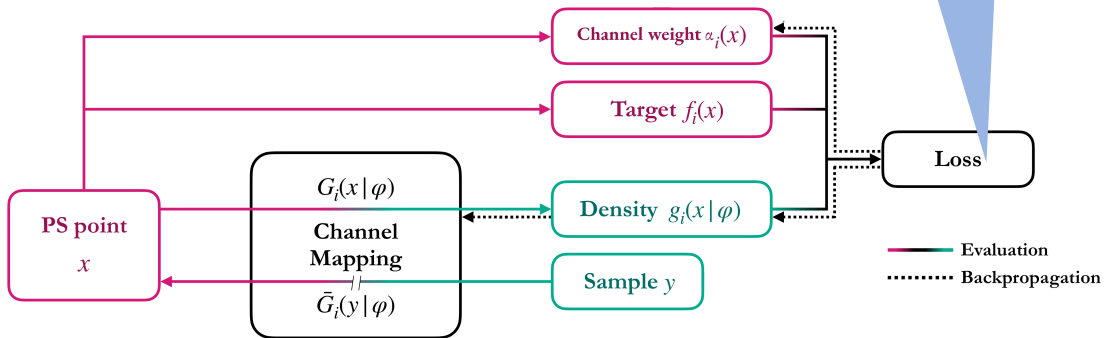 Channel weight αᵢ(x)
Target fᵢ(x)
Loss
Gᵢ(x|φ)
PS point
x
Density gᵢ(x|φ)
Channel
Mapping
Sample y
Ḡᵢ(y|φ)
Evaluation
Backpropagation